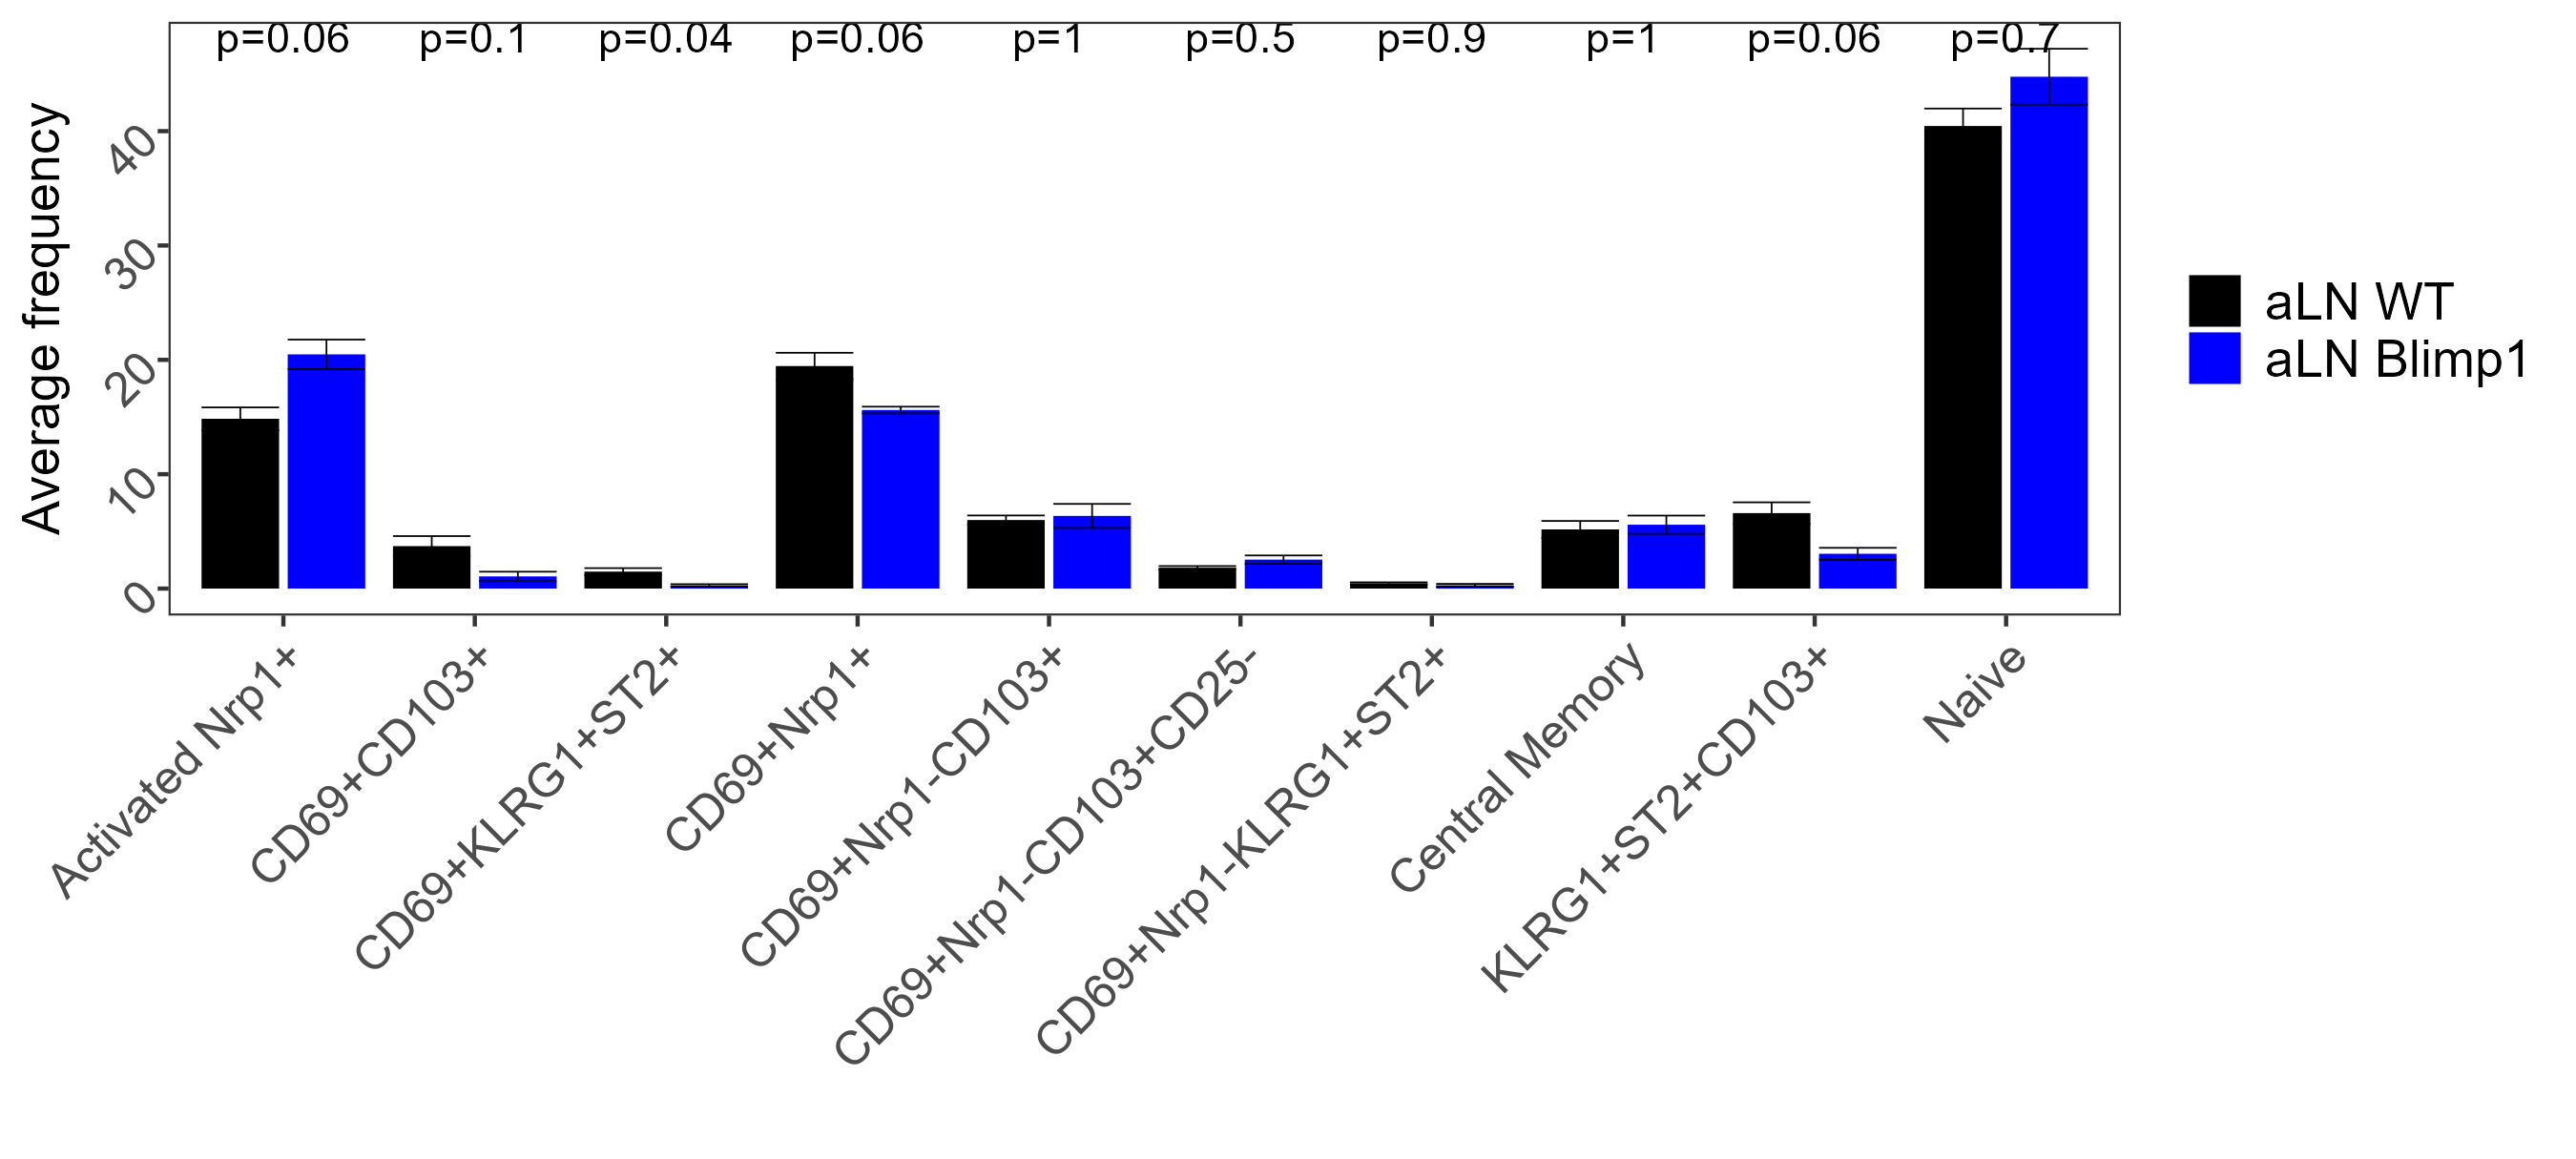 p=0.06
p=0.1
p=0.04
p=0.06
p=1
p=0.5
p=0.9
p=1
p=0.06
p=0.7
Average frequency
40
30
20
10
0
aLN WT
aLN Blimp1
Activated Nrp1+
CD69+CD103+
CD69+KLRG1+ST2+
CD69+Nrp1+
CD69+Nrp1-CD103+
CD69+Nrp1-CD103+CD25-
CD69+Nrp1-KLRG1+ST2+
Central Memory
KLRG1+ST2+CD103+
Naive